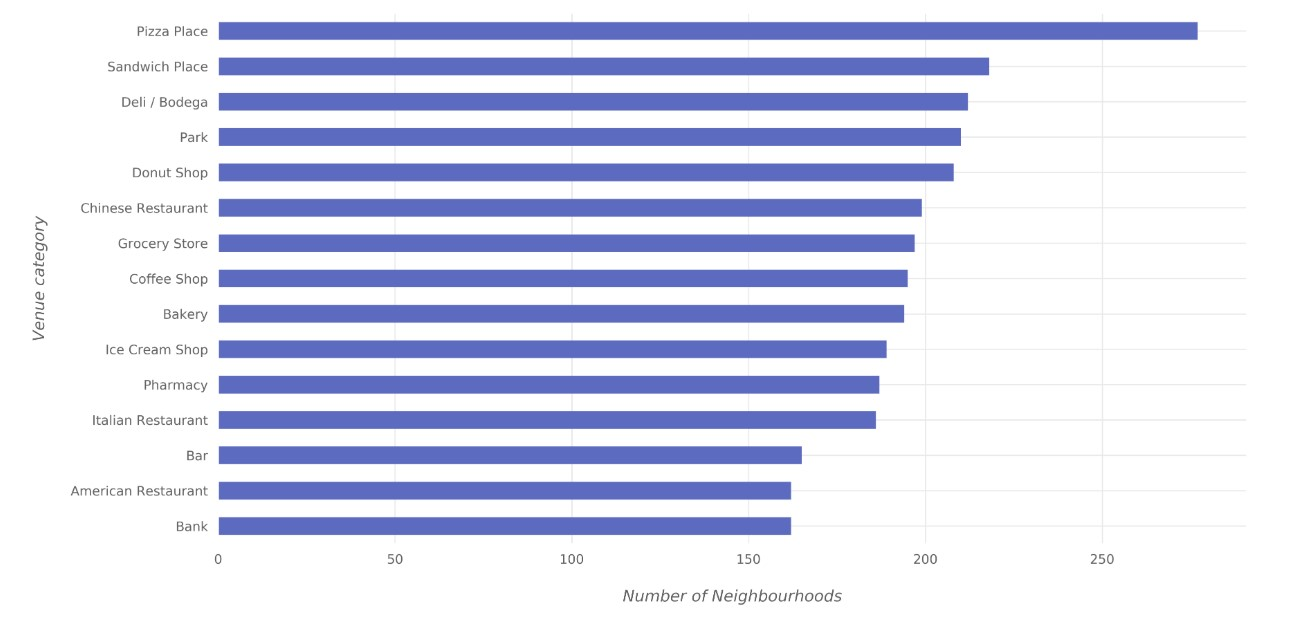 Pizza Place
Sandwich Place
Deli / Bodega
Park
Donut Shop
Chinese Restaurant
Grocery Store
Coffee Shop
Bakery
Ice Cream Shop
Pharmacy
Italian Restaurant
Bar
American Restaurant
Bank
Venue category
0 50 100 150 200 250
Number of Neighbourhoods